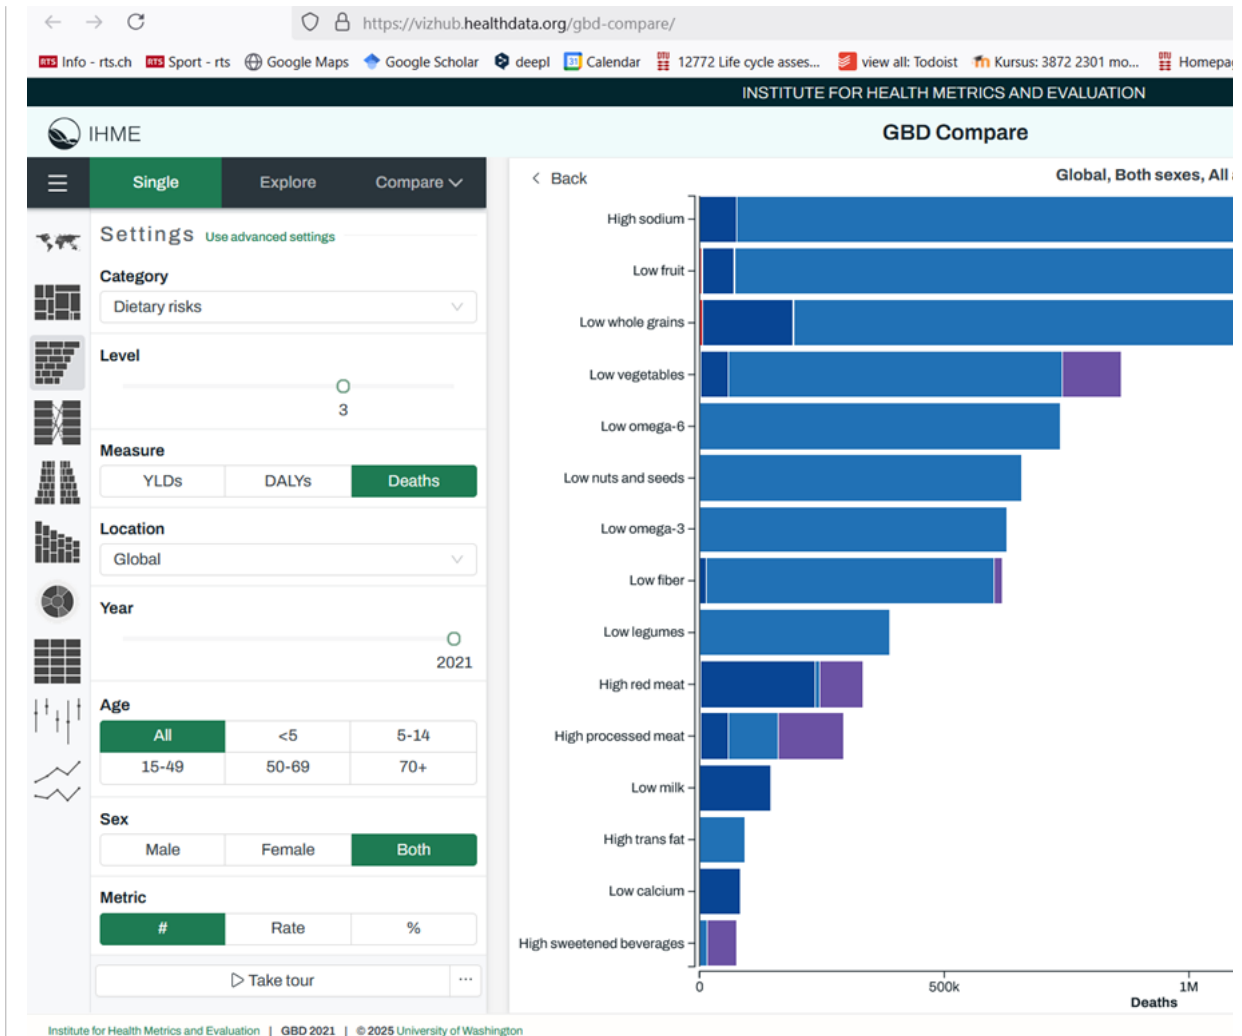 https://vizhub.healthdata.org/gbd-compare/
RTS Info - rts.ch RTS Sport - rts Google Maps Google Scholar deepl 31 Calendar DTU 12772 Life cycle asses... view all: Todoist Kursus: 3872 2301 mo... DTU Homepa
INSTITUTE FOR HEALTH METRICS AND EVALUATION
IHME
GBD Compare
Single Explore Compare
Back
Global, Both sexes, All
Settings Use advanced settings
Category
Dietary risks
Level
3
Measure
YLDs DALYs Deaths
Location
Global
Year
2021
Age
All <5 5-14
15-49 50-69 70+
Sex
Male Female Both
Metric
# Rate %
Take tour ...
High sodium
Low fruit
Low whole grains
Low vegetables
Low omega-6
Low nuts and seeds
Low omega-3
Low fiber
Low legumes
High red meat
High processed meat
Low milk
High trans fat
Low calcium
High sweetened beverages
0 500k 1M
Deaths
Institute for Health Metrics and Evaluation | GBD 2021 | © 2025 University of Washington